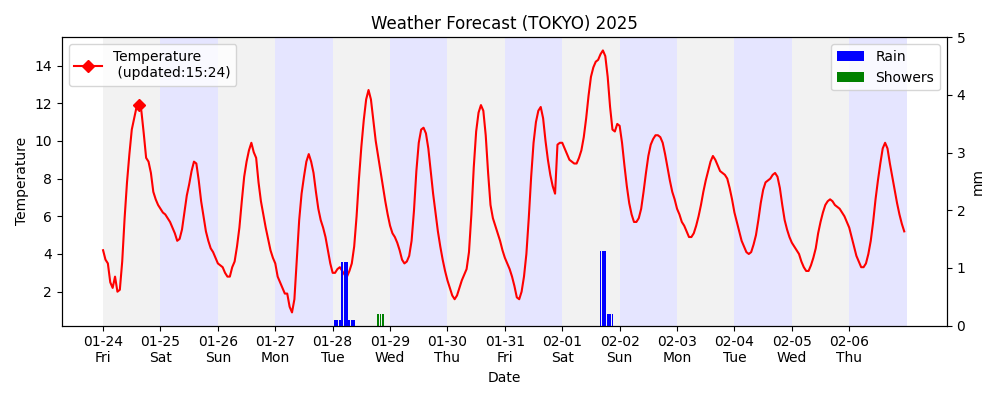 Weather Forecast (TOKYO) 2025
Temperature
(updated:15:24)
Rain
Showers
Temperature
14
12
10
8
6
4
2
5
4
3
2
1
0
mm
01-24 01-25 01-26 01-27 01-28 01-29 01-30 01-31 02-01 02-02 02-03 02-04 02-05 02-06
Fri Sat Sun Mon Tue Wed Thu Fri Sat Sun Mon Tue Wed Thu
Date